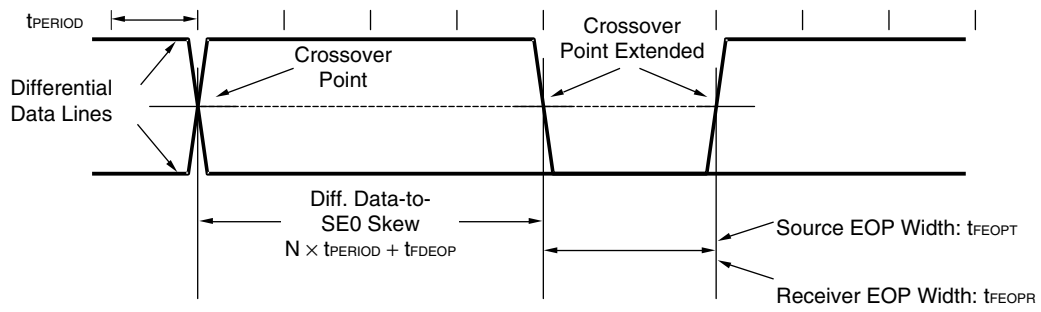 tPERIOD
Crossover
Point
Crossover
Point Extended
Differential
Data Lines
Diff. Data-to-
SE0 Skew
N × tPERIOD + tFDEOP
Source EOP Width: tFEOPT
Receiver EOP Width: tFEOPR